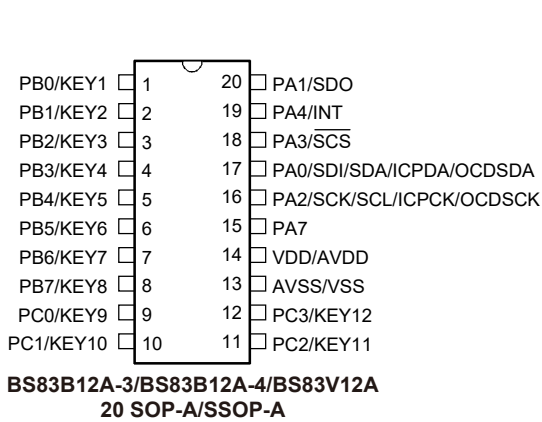 PB0/KEY1 1 20 PA1/SDO
PB1/KEY2 2 19 PA4/INT
PB2/KEY3 3 18 PA3/SCS
PB3/KEY4 4 17 PA0/SDI/SDA/ICPDA/OCDSDA
PB4/KEY5 5 16 PA2/SCK/SCL/ICPCK/OCDSCK
PB5/KEY6 6 15 PA7
PB6/KEY7 7 14 VDD/AVDD
PB7/KEY8 8 13 AVSS/VSS
PC0/KEY9 9 12 PC3/KEY12
PC1/KEY10 10 11 PC2/KEY11
BS83B12A-3/BS83B12A-4/BS83V12A
20 SOP-A/SSOP-A